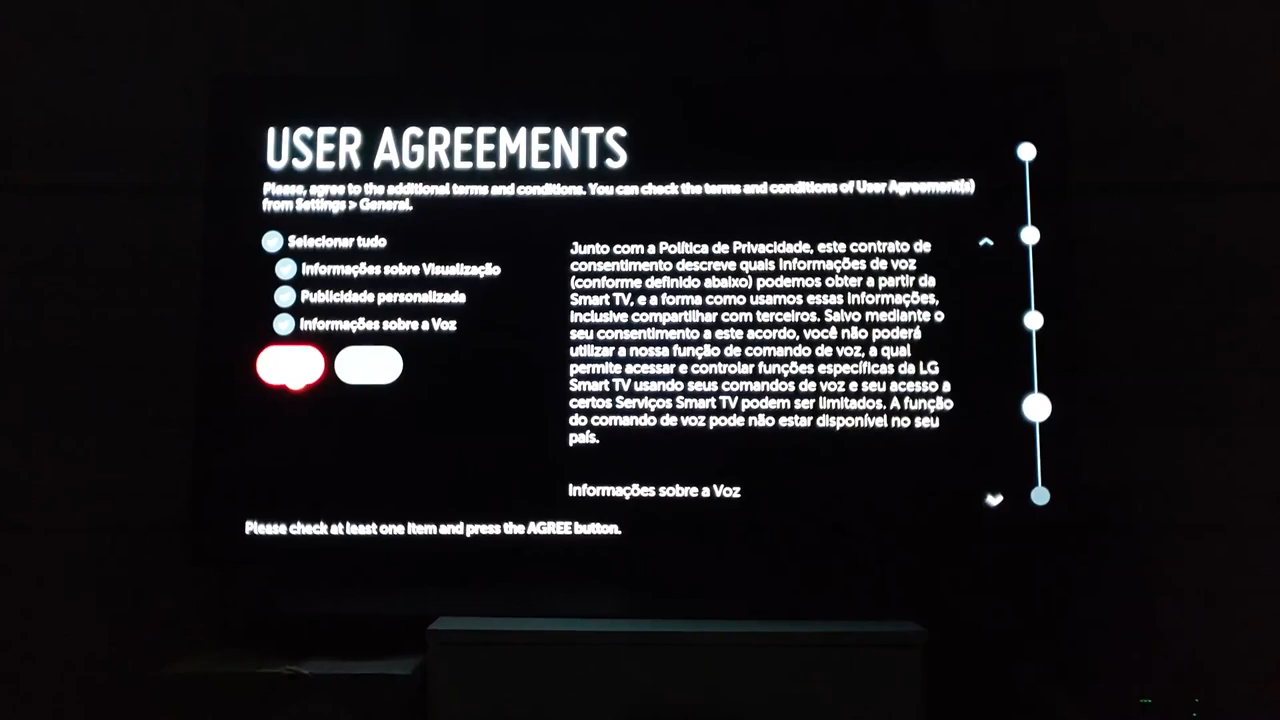 USER AGREEMENTS
Please, agree to the additional terms and conditions. You can check the terms and conditions of User Agreement(s)
from Settings > General.
Selecionar tudo
Informações sobre Visualização
Publicidade personalizada
Informações sobre a Voz
Junto com a Política de Privacidade, este contrato de
consentimento descreve quais Informações de voz
(conforme definido abaixo) podemos obter a partir da
Smart TV, e a forma como usamos essas Informações,
inclusive compartilhar com terceiros. Salvo mediante o
seu consentimento a este acordo, você não poderá
utilizar a nossa função de comando de voz, a qual
permite acessar e controlar funções específicas da LG
Smart TV usando seus comandos de voz e seu acesso a
certos Serviços Smart TV podem ser limitados. A função
do comando de voz pode não estar disponível no seu
país.
Informações sobre a Voz
Please check at least one item and press the AGREE button.